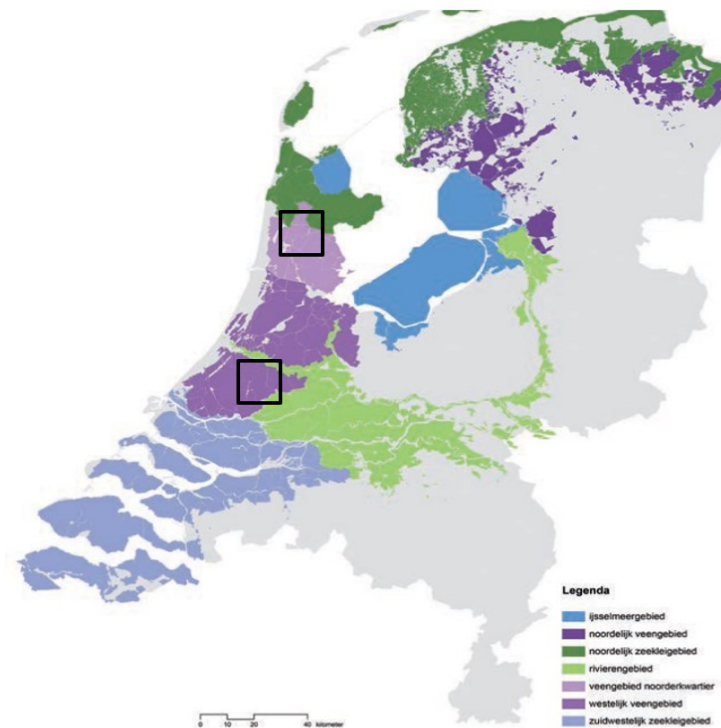 Legenda
ijsselmeergebied
noordelijk veengebied
noordelijk zeekleigebied
rivierengebied
veengebied noorderkwartier
westelijk veengebied
zuidwestelijk zeekleigebied
0 10 20 40 kilometer